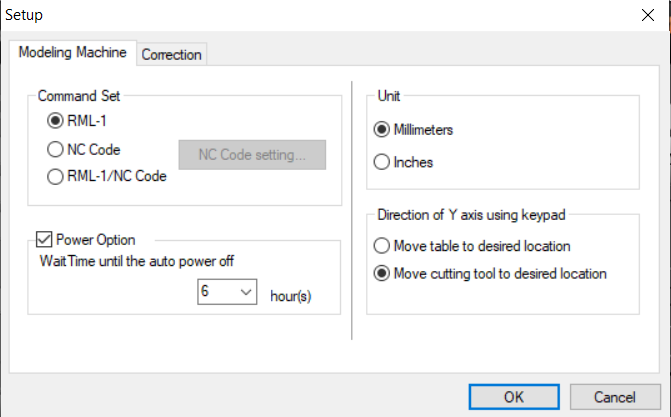 Setup
Modeling Machine
Correction
Command Set
RML-1
NC Code
NC Code setting...
RML-1/NC Code
Power Option
WaitTime until the auto power off
6
hour(s)
Unit
Millimeters
Inches
Direction of Y axis using keypad
Move table to desired location
Move cutting tool to desired location
OK
Cancel